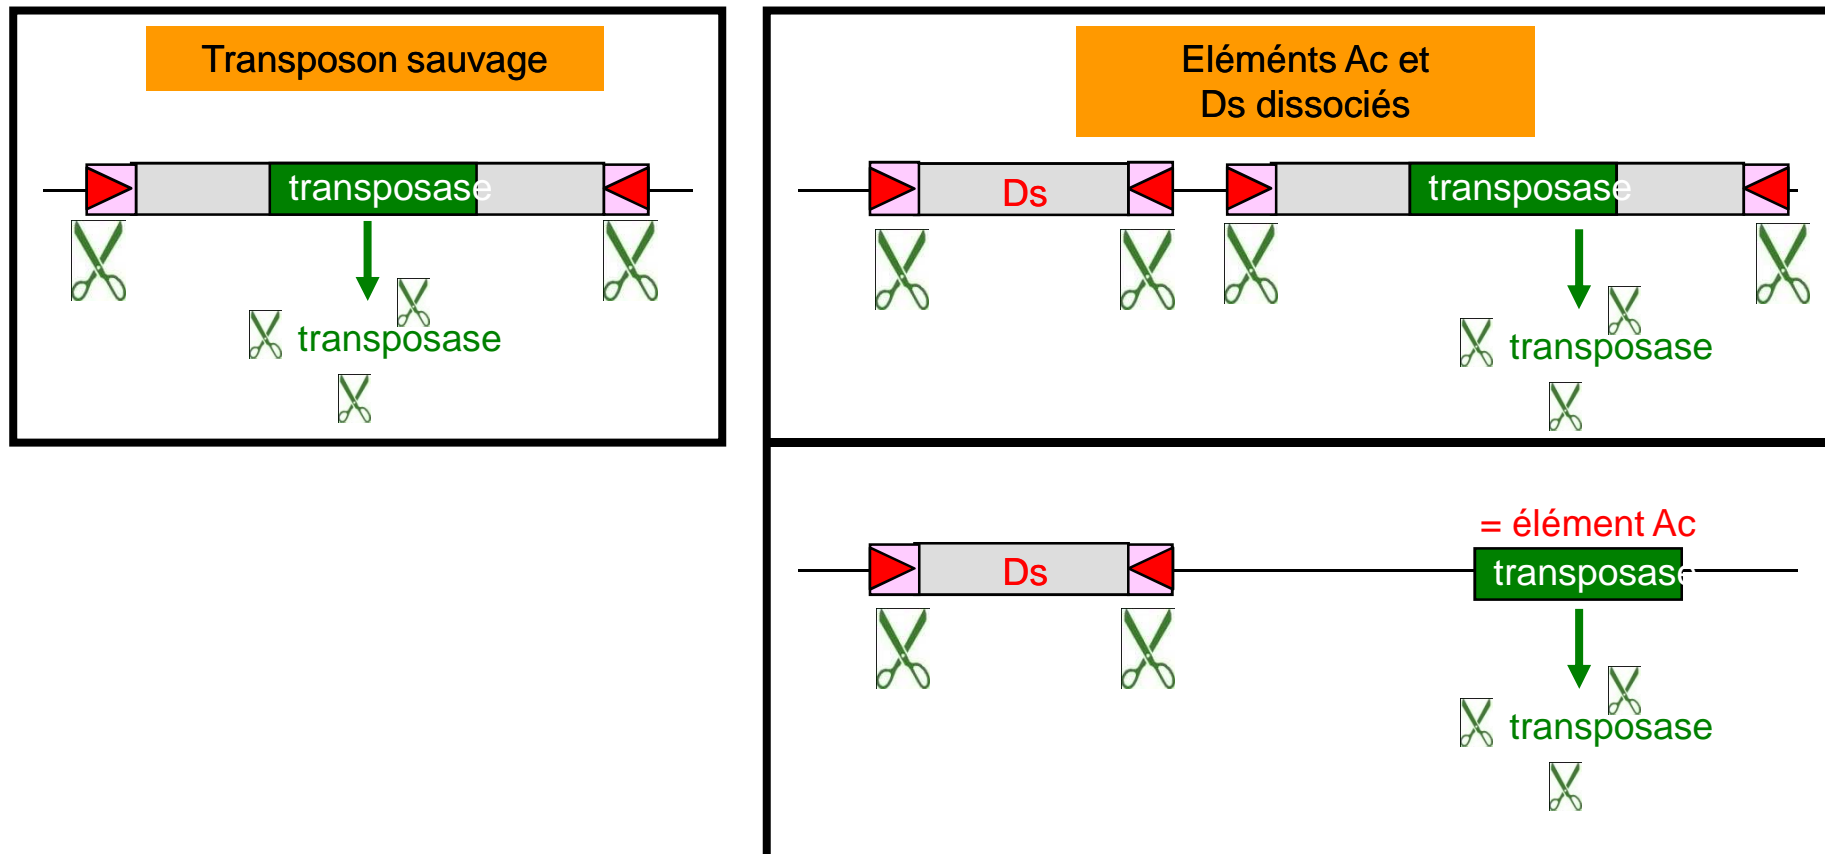 Transposon sauvage
transposase
transposase
Eléménts Ac et
Ds dissociés
Ds
transposase
transposase
= élément Ac
Ds
transposase
transposase